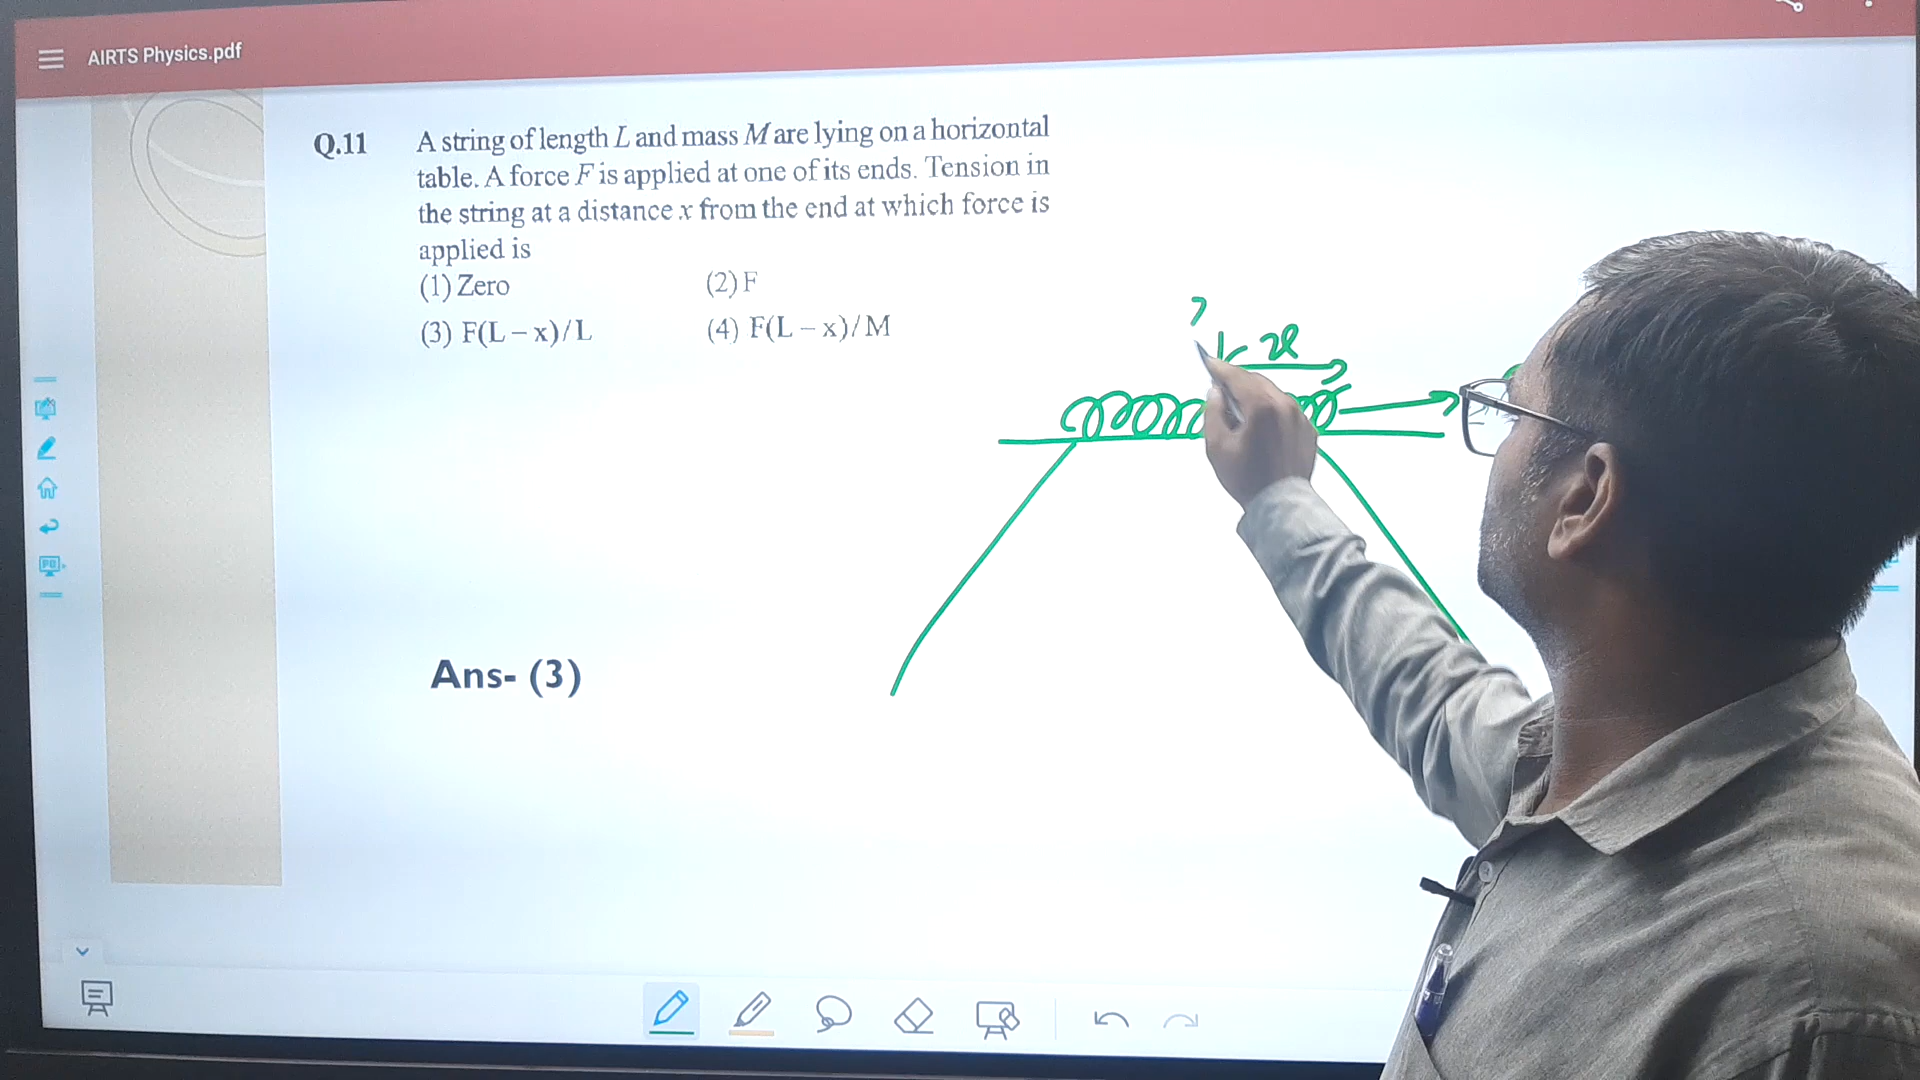 AIRTS Physics.pdf
Q.11 A string of length L and mass M are lying on a horizontal
table. A force F is applied at one of its ends. Tension in
the string at a distance x from the end at which force is
applied is
(1) Zero (2) F
(3) F(L – x)/L (4) F(L – x)/M
?
x
Ans- (3)